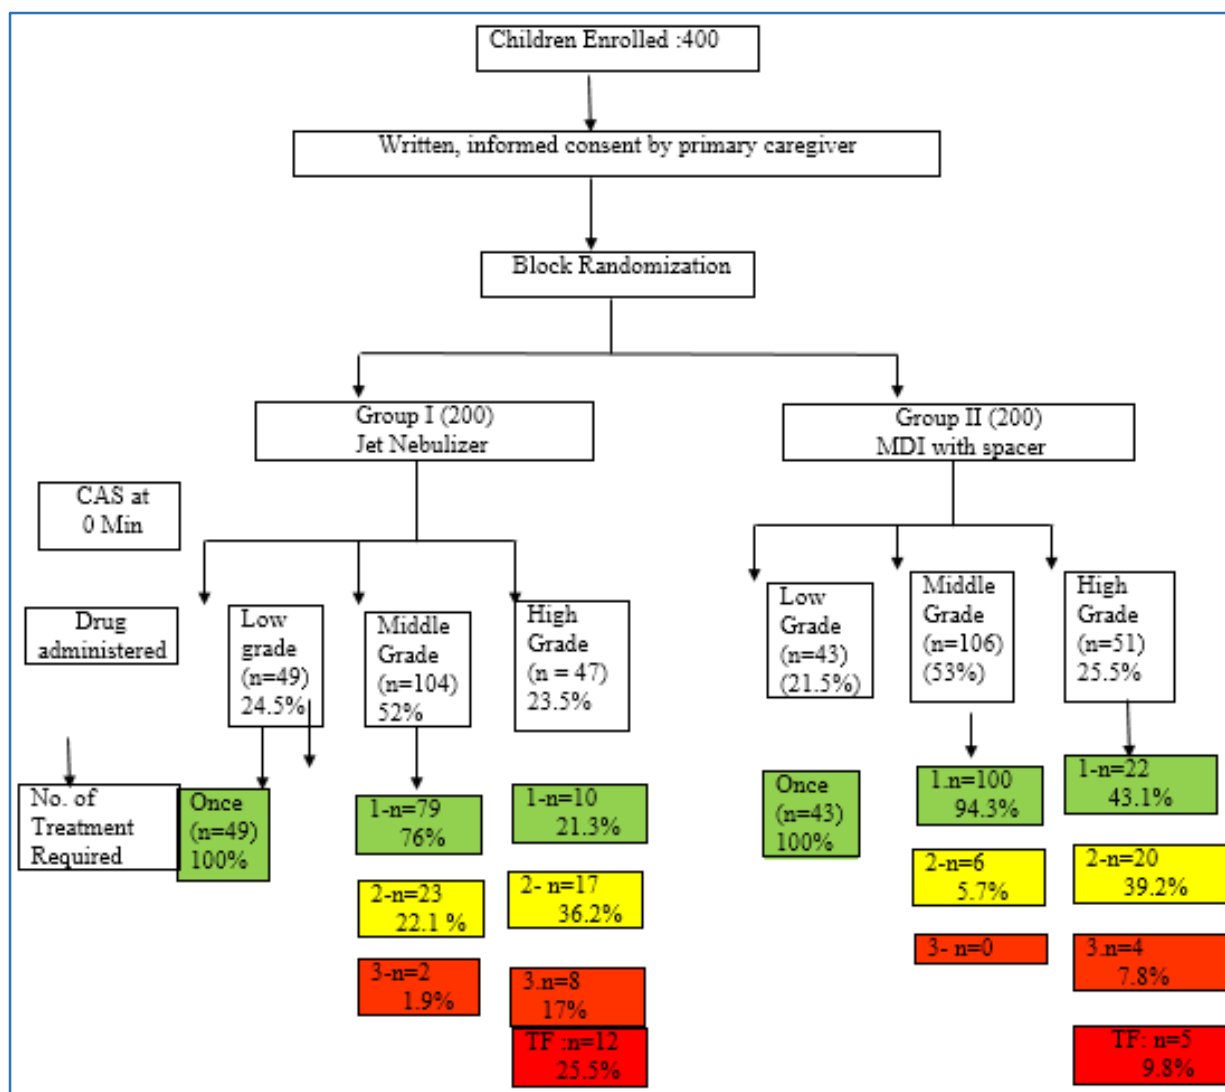 Children Enrolled :400
Written, informed consent by primary caregiver
Block Randomization
Group I (200)
Jet Nebulizer
Group II (200)
MDI with spacer
CAS at
0 Min
Drug
administered
Low
grade
(n=49)
24.5%
Middle
Grade
(n=104)
52%
High
Grade
(n = 47)
23.5%
Low
Grade
(n=43)
(21.5%)
Middle
Grade
(n=106)
(53%)
High
Grade
(n=51)
25.5%
No. of
Treatment
Required
Once
(n=49)
100%
1-n=79
76%
2-n=23
22.1 %
3-n=2
1.9%
1-n=10
21.3%
2- n=17
36.2%
3.n=8
17%
TF :n=12
25.5%
Once
(n=43)
100%
1.n=100
94.3%
2-n=6
5.7%
3- n=0
1-n=22
43.1%
2-n=20
39.2%
3.n=4
7.8%
TF: n=5
9.8%